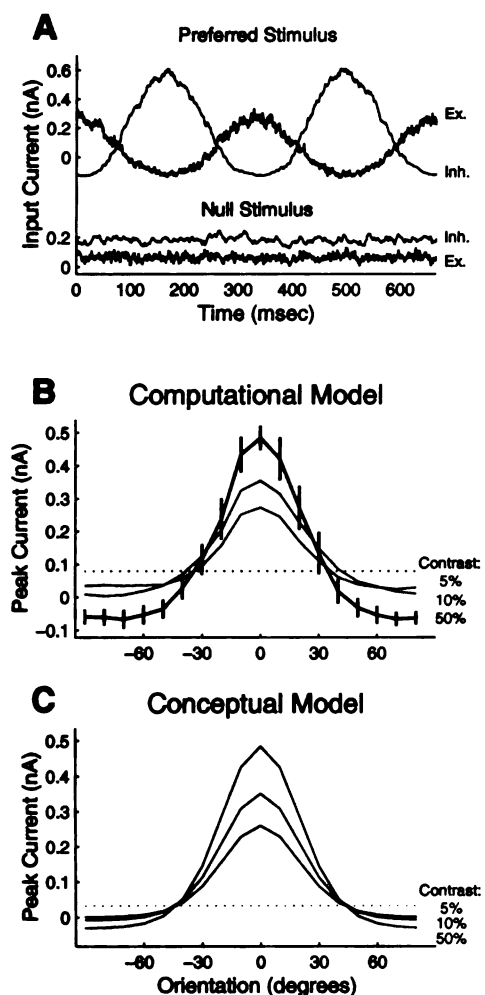 A
Preferred Stimulus
Input Current (nA)
0.6
0.4
0.2
0
Ex.
Inh.
Null Stimulus
0.2
0
Inh.
Ex.
0 100 200 300 400 500 600
Time (msec)
B
Computational Model
Peak Current (nA)
0.5
0.4
0.3
0.2
0.1
0
-0.1
Contrast:
5%
10%
50%
-60 -30 0 30 60
C
Conceptual Model
Peak Current (nA)
0.5
0.4
0.3
0.2
0.1
0
Contrast:
5%
10%
50%
-60 -30 0 30 60
Orientation (degrees)